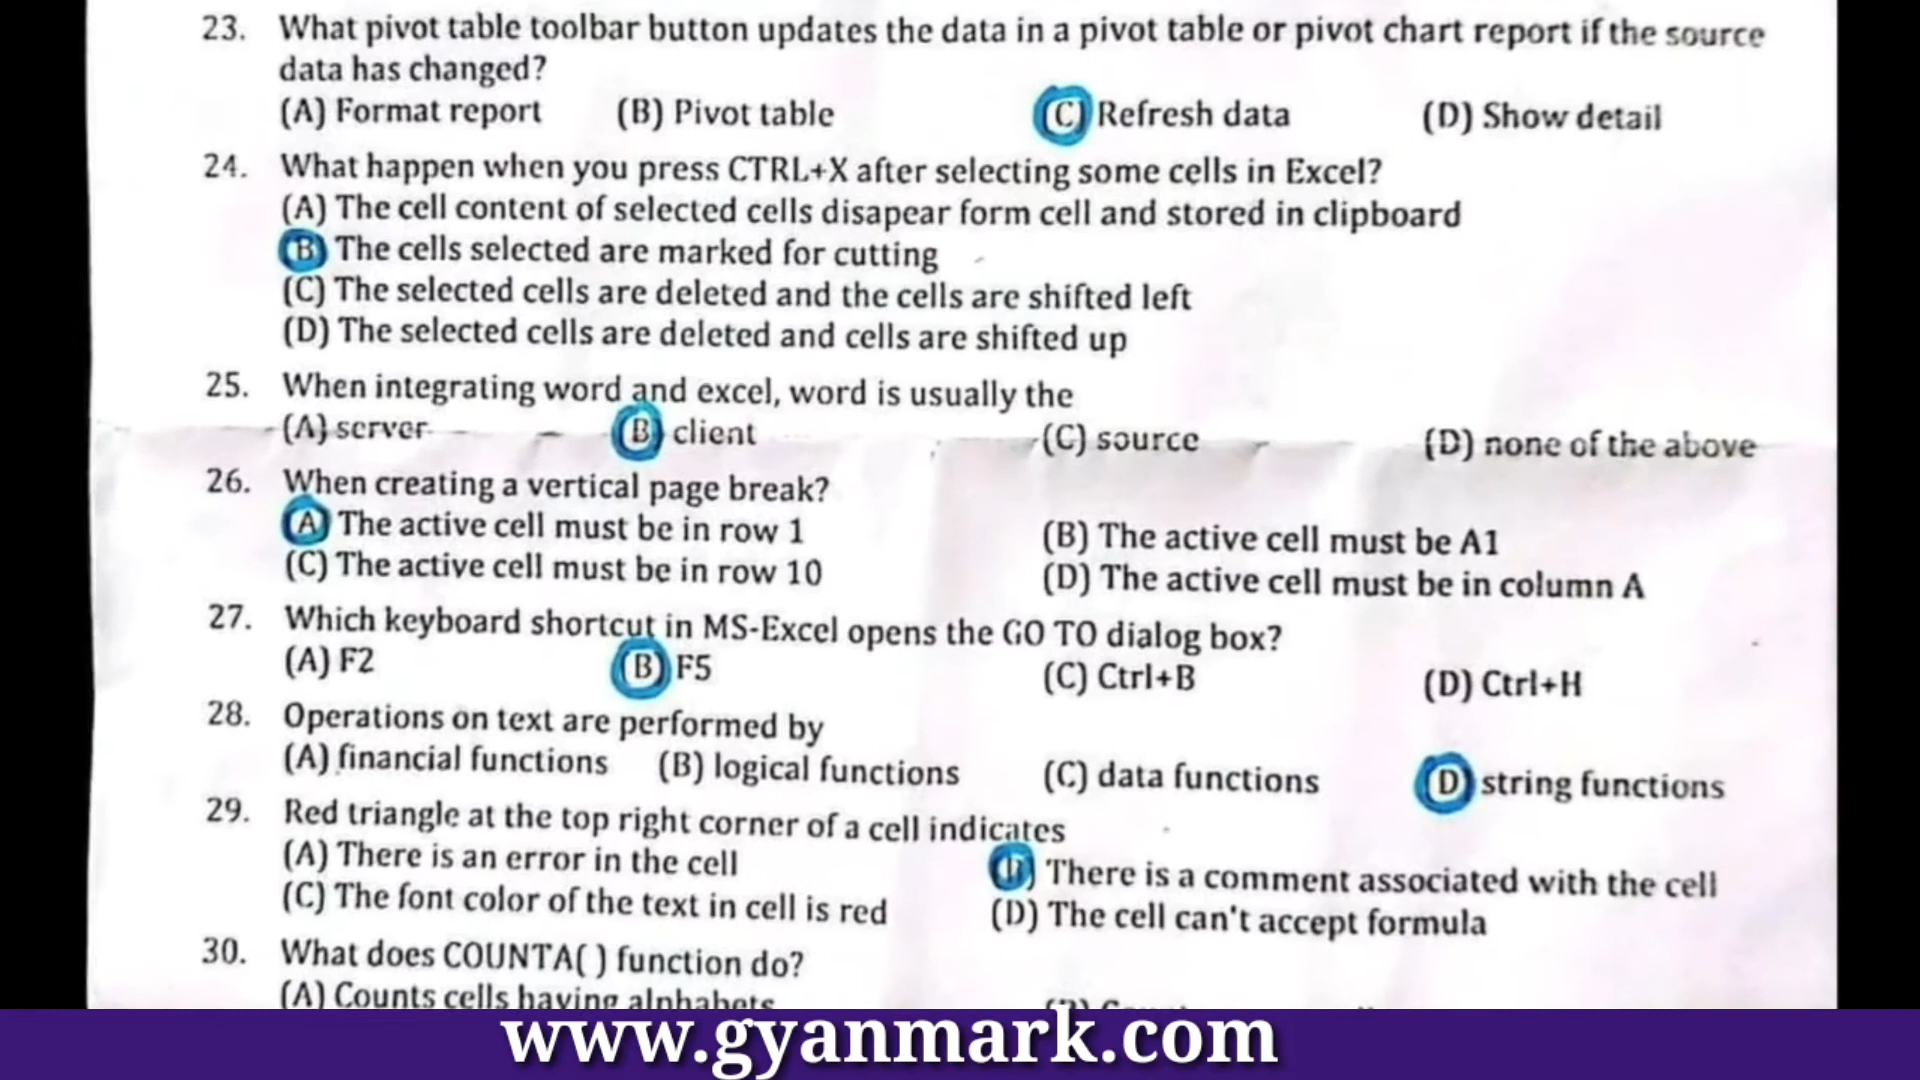 23. What pivot table toolbar button updates the data in a pivot table or pivot chart report if the source
data has changed?
(A) Format report (B) Pivot table (C) Refresh data (D) Show detail
24. What happen when you press CTRL+X after selecting some cells in Excel?
(A) The cell content of selected cells disapear form cell and stored in clipboard
(B) The cells selected are marked for cutting
(C) The selected cells are deleted and the cells are shifted left
(D) The selected cells are deleted and cells are shifted up
25. When integrating word and excel, word is usually the
(A) server (B) client (C) source (D) none of the above
26. When creating a vertical page break?
(A) The active cell must be in row 1 (B) The active cell must be A1
(C) The active cell must be in row 10 (D) The active cell must be in column A
27. Which keyboard shortcut in MS-Excel opens the GO TO dialog box?
(A) F2 (B) F5 (C) Ctrl+B (D) Ctrl+H
28. Operations on text are performed by
(A) financial functions (B) logical functions (C) data functions (D) string functions
29. Red triangle at the top right corner of a cell indicates
(A) There is an error in the cell (B) There is a comment associated with the cell
(C) The font color of the text in cell is red (D) The cell can't accept formula
30. What does COUNTA( ) function do?
(A) Counts cells having alphabets
www.gyanmark.com